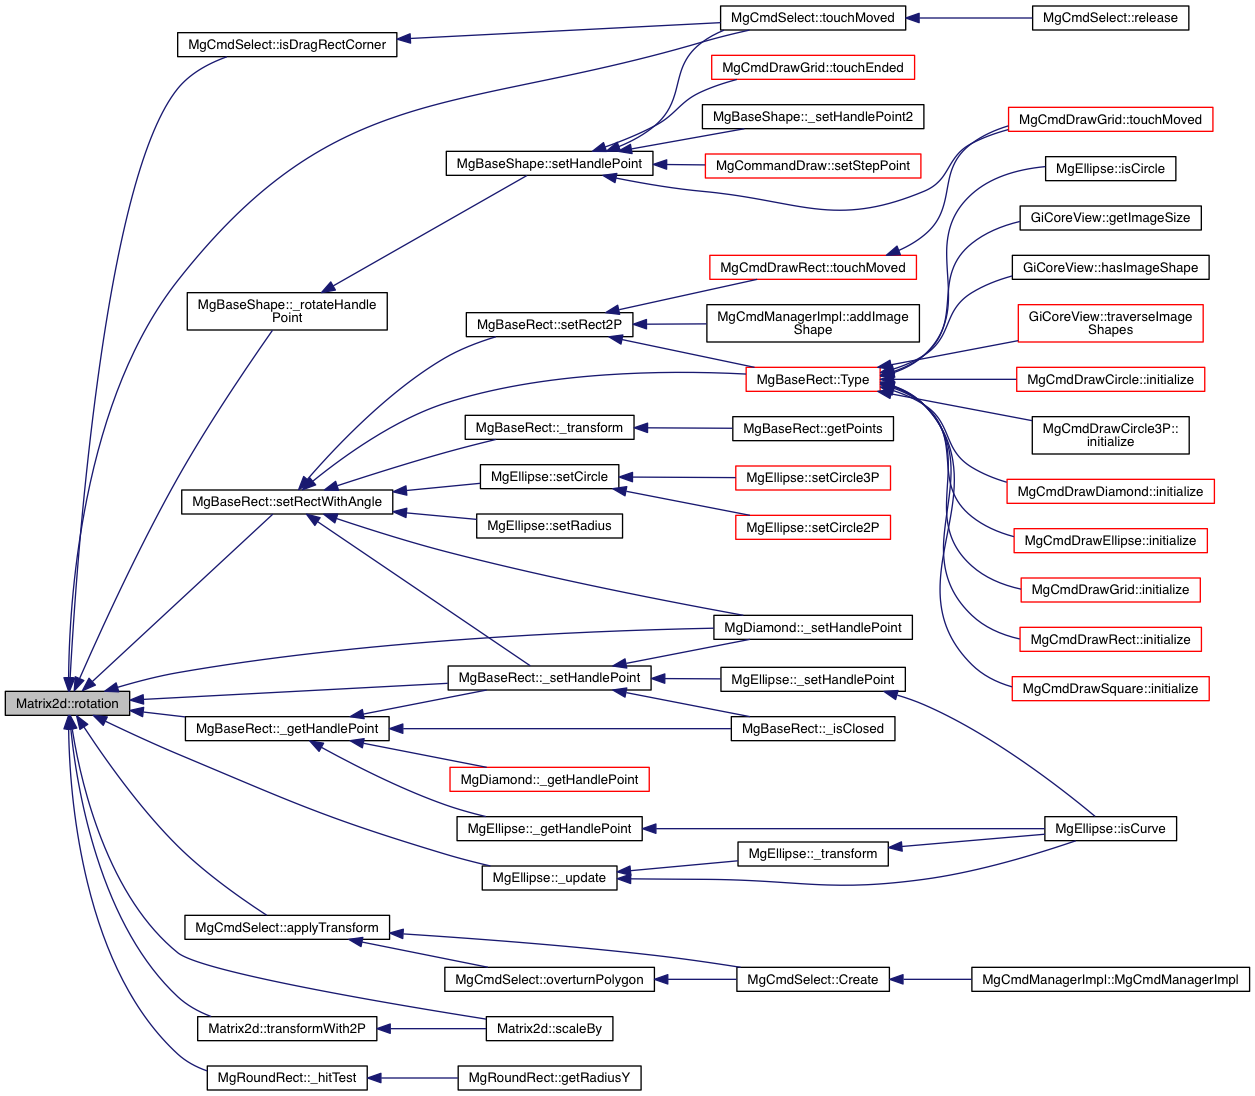 MgCmdSelect::touchMoved
MgCmdSelect::release
MgCmdSelect::isDragRectCorner
MgCmdDrawGrid::touchEnded
MgBaseShape::_setHandlePoint2
MgCmdDrawGrid::touchMoved
MgBaseShape::setHandlePoint
MgCommandDraw::setStepPoint
MgEllipse::isCircle
GiCoreView::getImageSize
MgCmdDrawRect::touchMoved
GiCoreView::hasImageShape
MgBaseShape::_rotateHandle
Point
MgBaseRect::setRect2P
MgCmdManagerImpl::addImage
Shape
GiCoreView::traverseImage
Shapes
MgBaseRect::Type
MgCmdDrawCircle::initialize
MgBaseRect::_transform
MgBaseRect::getPoints
MgCmdDrawCircle3P::
initialize
MgEllipse::setCircle
MgEllipse::setCircle3P
MgCmdDrawDiamond::initialize
MgBaseRect::setRectWithAngle
MgEllipse::setRadius
MgEllipse::setCircle2P
MgCmdDrawEllipse::initialize
MgCmdDrawGrid::initialize
MgDiamond::_setHandlePoint
MgCmdDrawRect::initialize
MgBaseRect::_setHandlePoint
MgEllipse::_setHandlePoint
MgCmdDrawSquare::initialize
Matrix2d::rotation
MgBaseRect::_getHandlePoint
MgBaseRect::_isClosed
MgDiamond::_getHandlePoint
MgEllipse::_getHandlePoint
MgEllipse::isCurve
MgEllipse::_transform
MgEllipse::_update
MgCmdSelect::applyTransform
MgCmdSelect::overturnPolygon
MgCmdSelect::Create
MgCmdManagerImpl::MgCmdManagerImpl
Matrix2d::transformWith2P
Matrix2d::scaleBy
MgRoundRect::_hitTest
MgRoundRect::getRadiusY